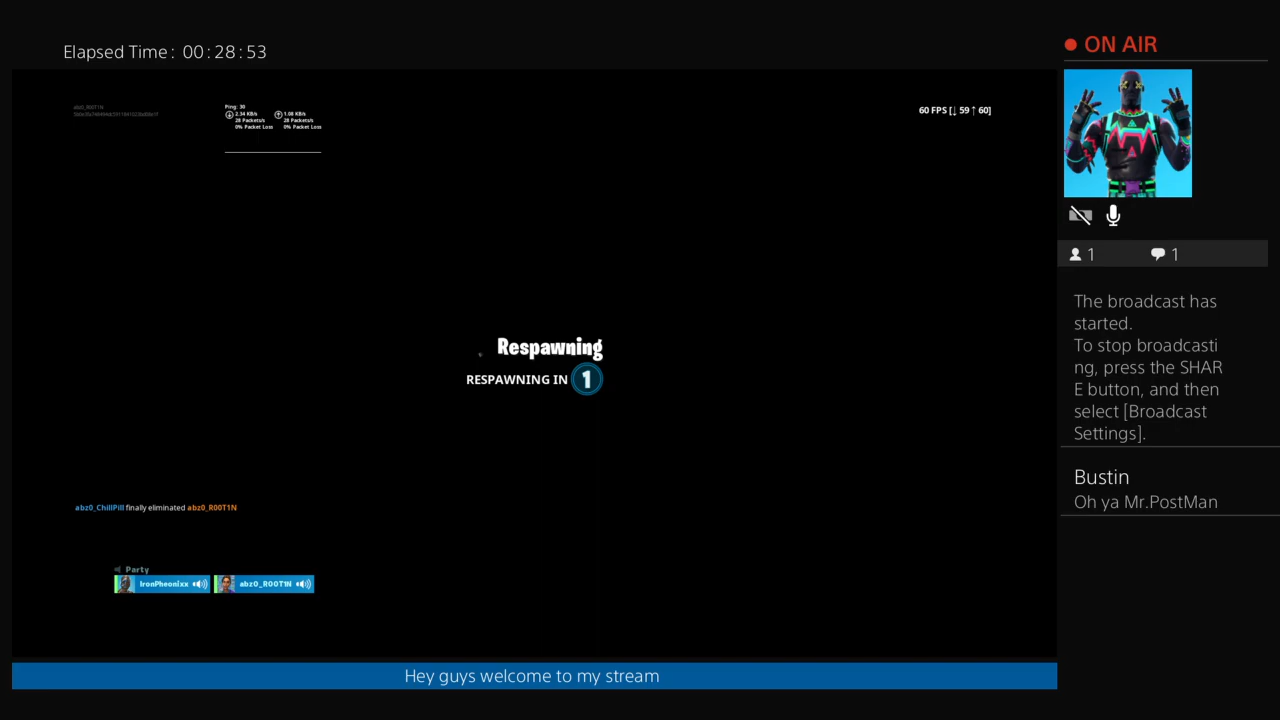 Elapsed Time: 00:28:53
ON AIR
abz0_R00T1N
Ping: 30
2.34 KB/s
28 Packets/s
0% Packet Loss
1.09 KB/s
28 Packets/s
0% Packet Loss
60 FPS [↓ 59 ↑ 60]
1
1
The broadcast has
started.
To stop broadcasti
ng, press the SHAR
E button, and then
select [Broadcast
Settings].
Respawning
RESPAWNING IN 1
Bustin
Oh ya Mr.PostMan
abz0_ChillPill finally eliminated abz0_R00T1N
Party
IronPheonixx
abz0_R00T1N
Hey guys welcome to my stream